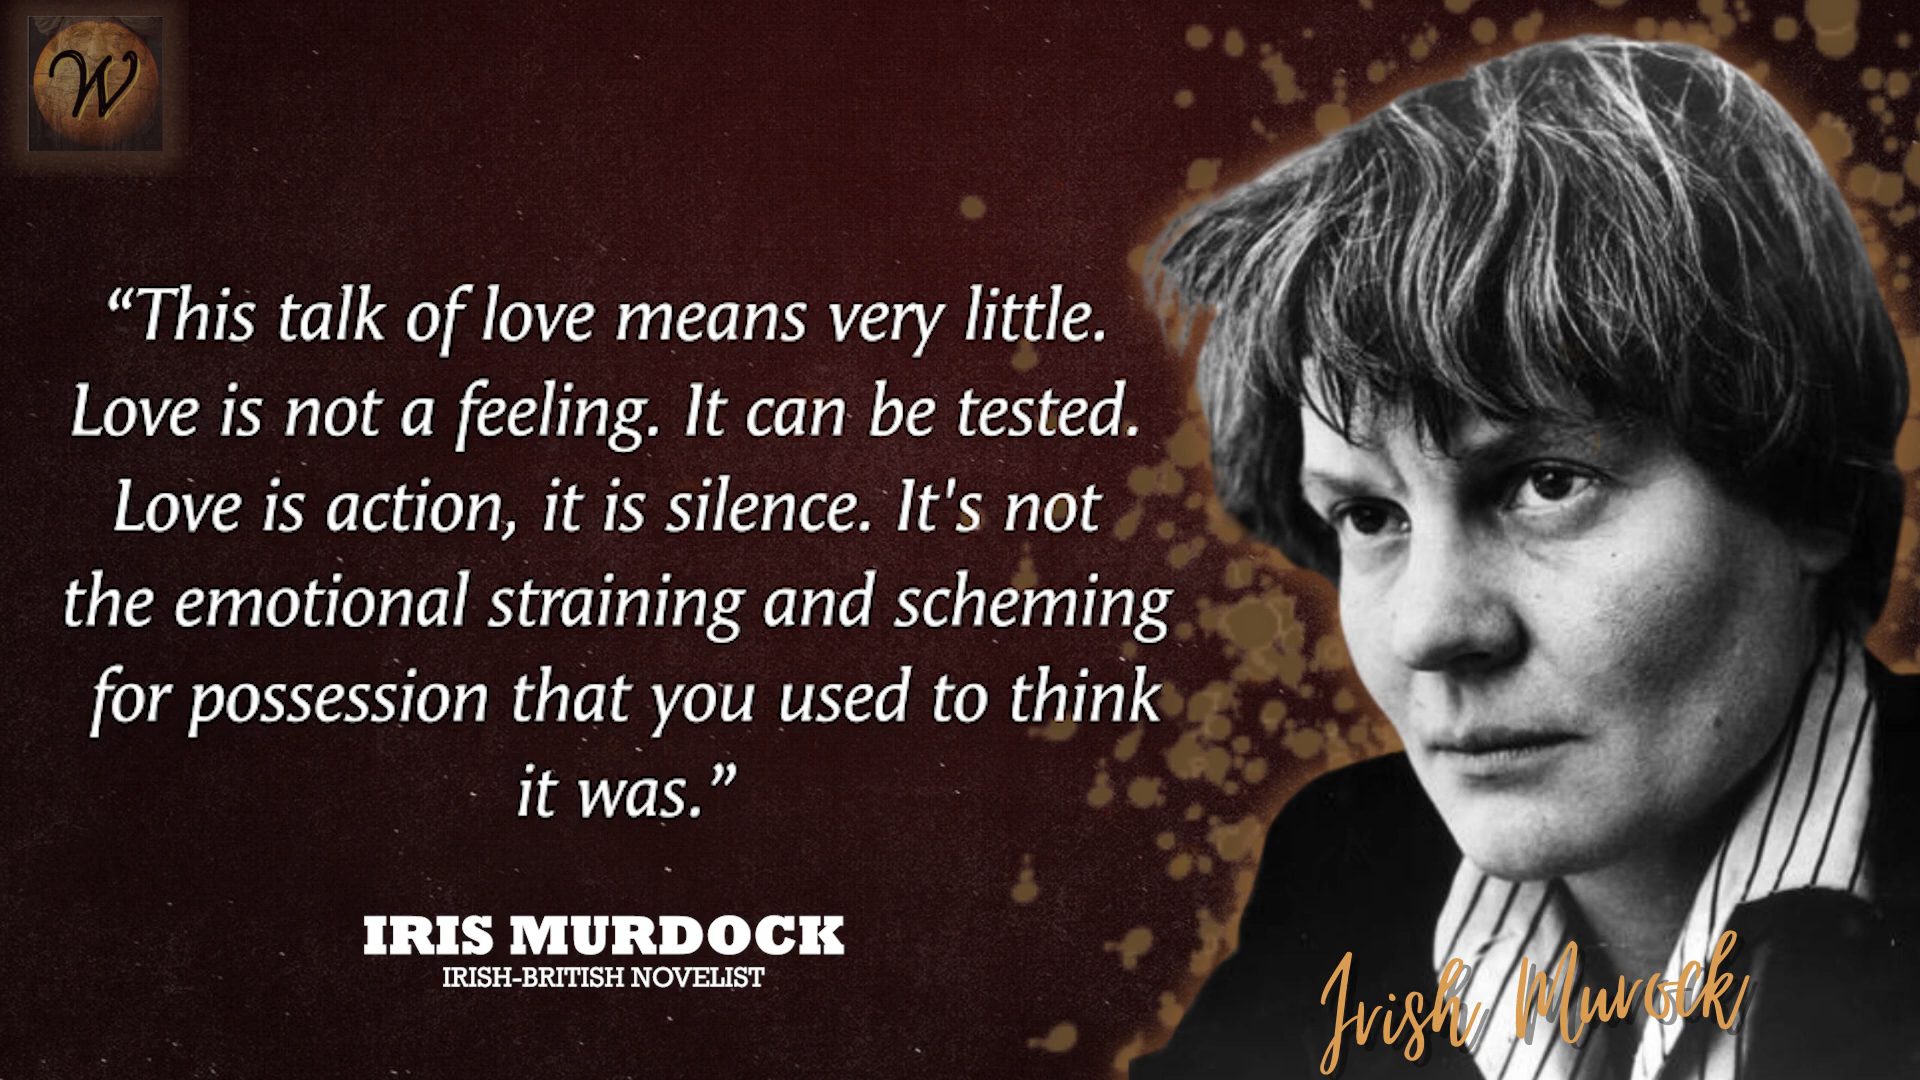 W
“This talk of love means very little.
Love is not a feeling. It can be tested.
Love is action, it is silence. It's not
the emotional straining and scheming
for possession that you used to think
it was.”
IRIS MURDOCK
IRISH-BRITISH NOVELIST
Irish Murock